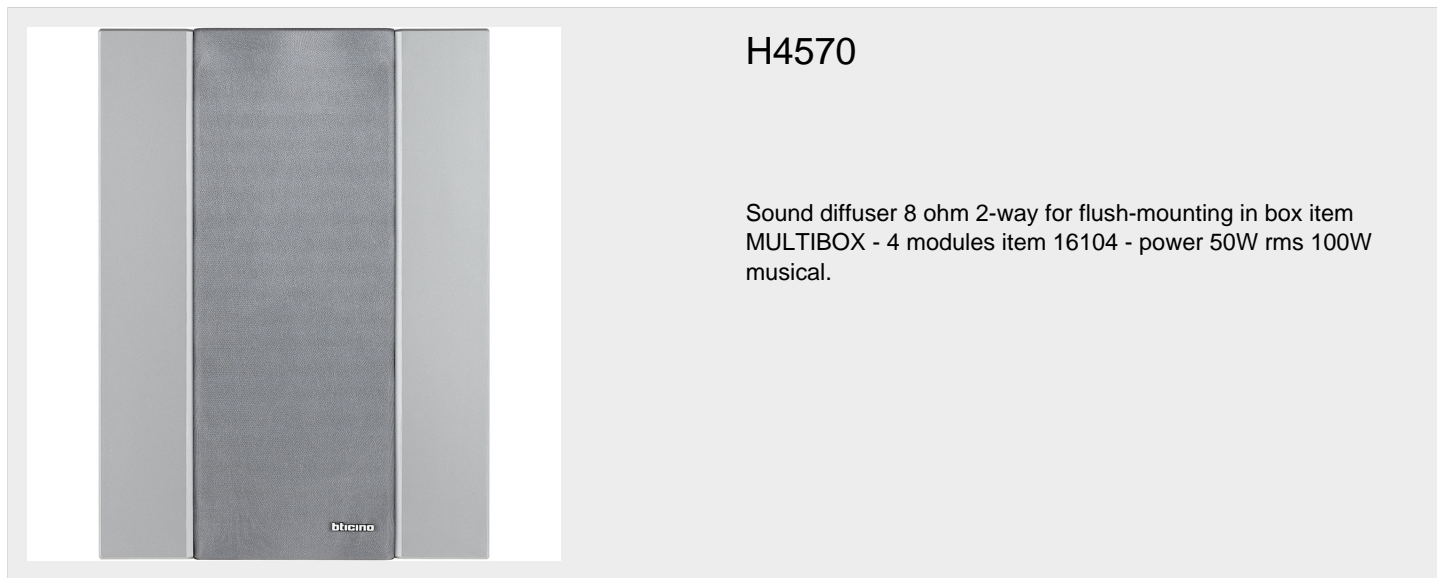 H4570
Sound diffuser 8 ohm 2-way for flush-mounting in box item
MULTIBOX - 4 modules item 16104 - power 50W rms 100W
musical.
bticino